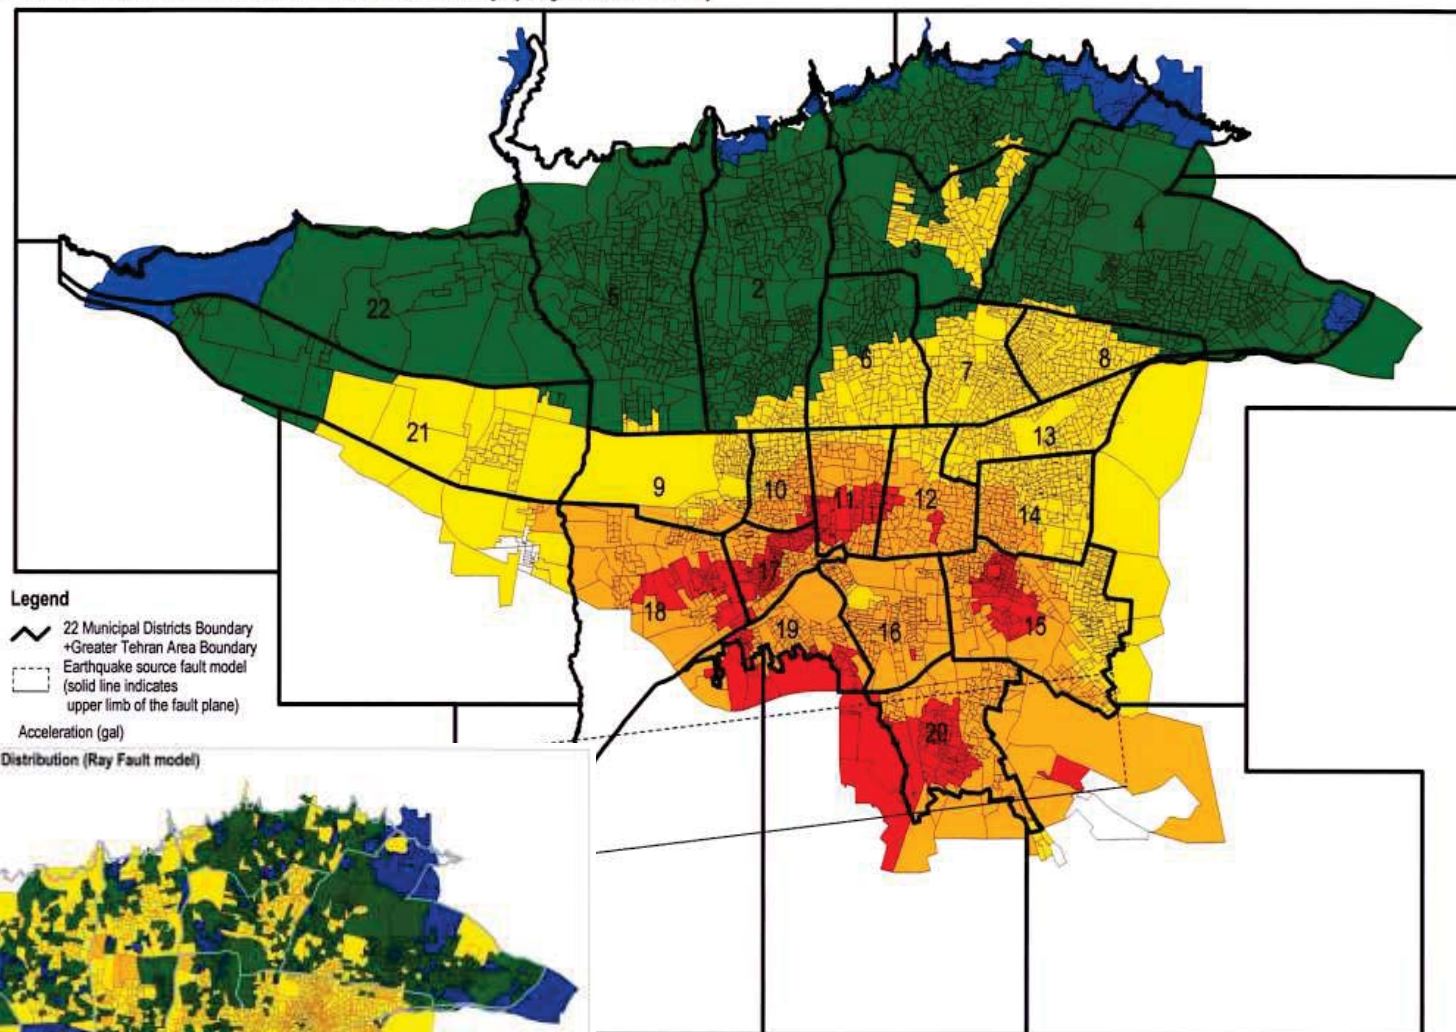 22
5
2
3
4
6
7
8
21
9
10
11
12
13
14
17
18
19
16
15
20
Legend
22 Municipal Districts Boundary
+Greater Tehran Area Boundary
Earthquake source fault model
(solid line indicates
upper limb of the fault plane)
Acceleration (gal)
Distribution (Ray Fault model)